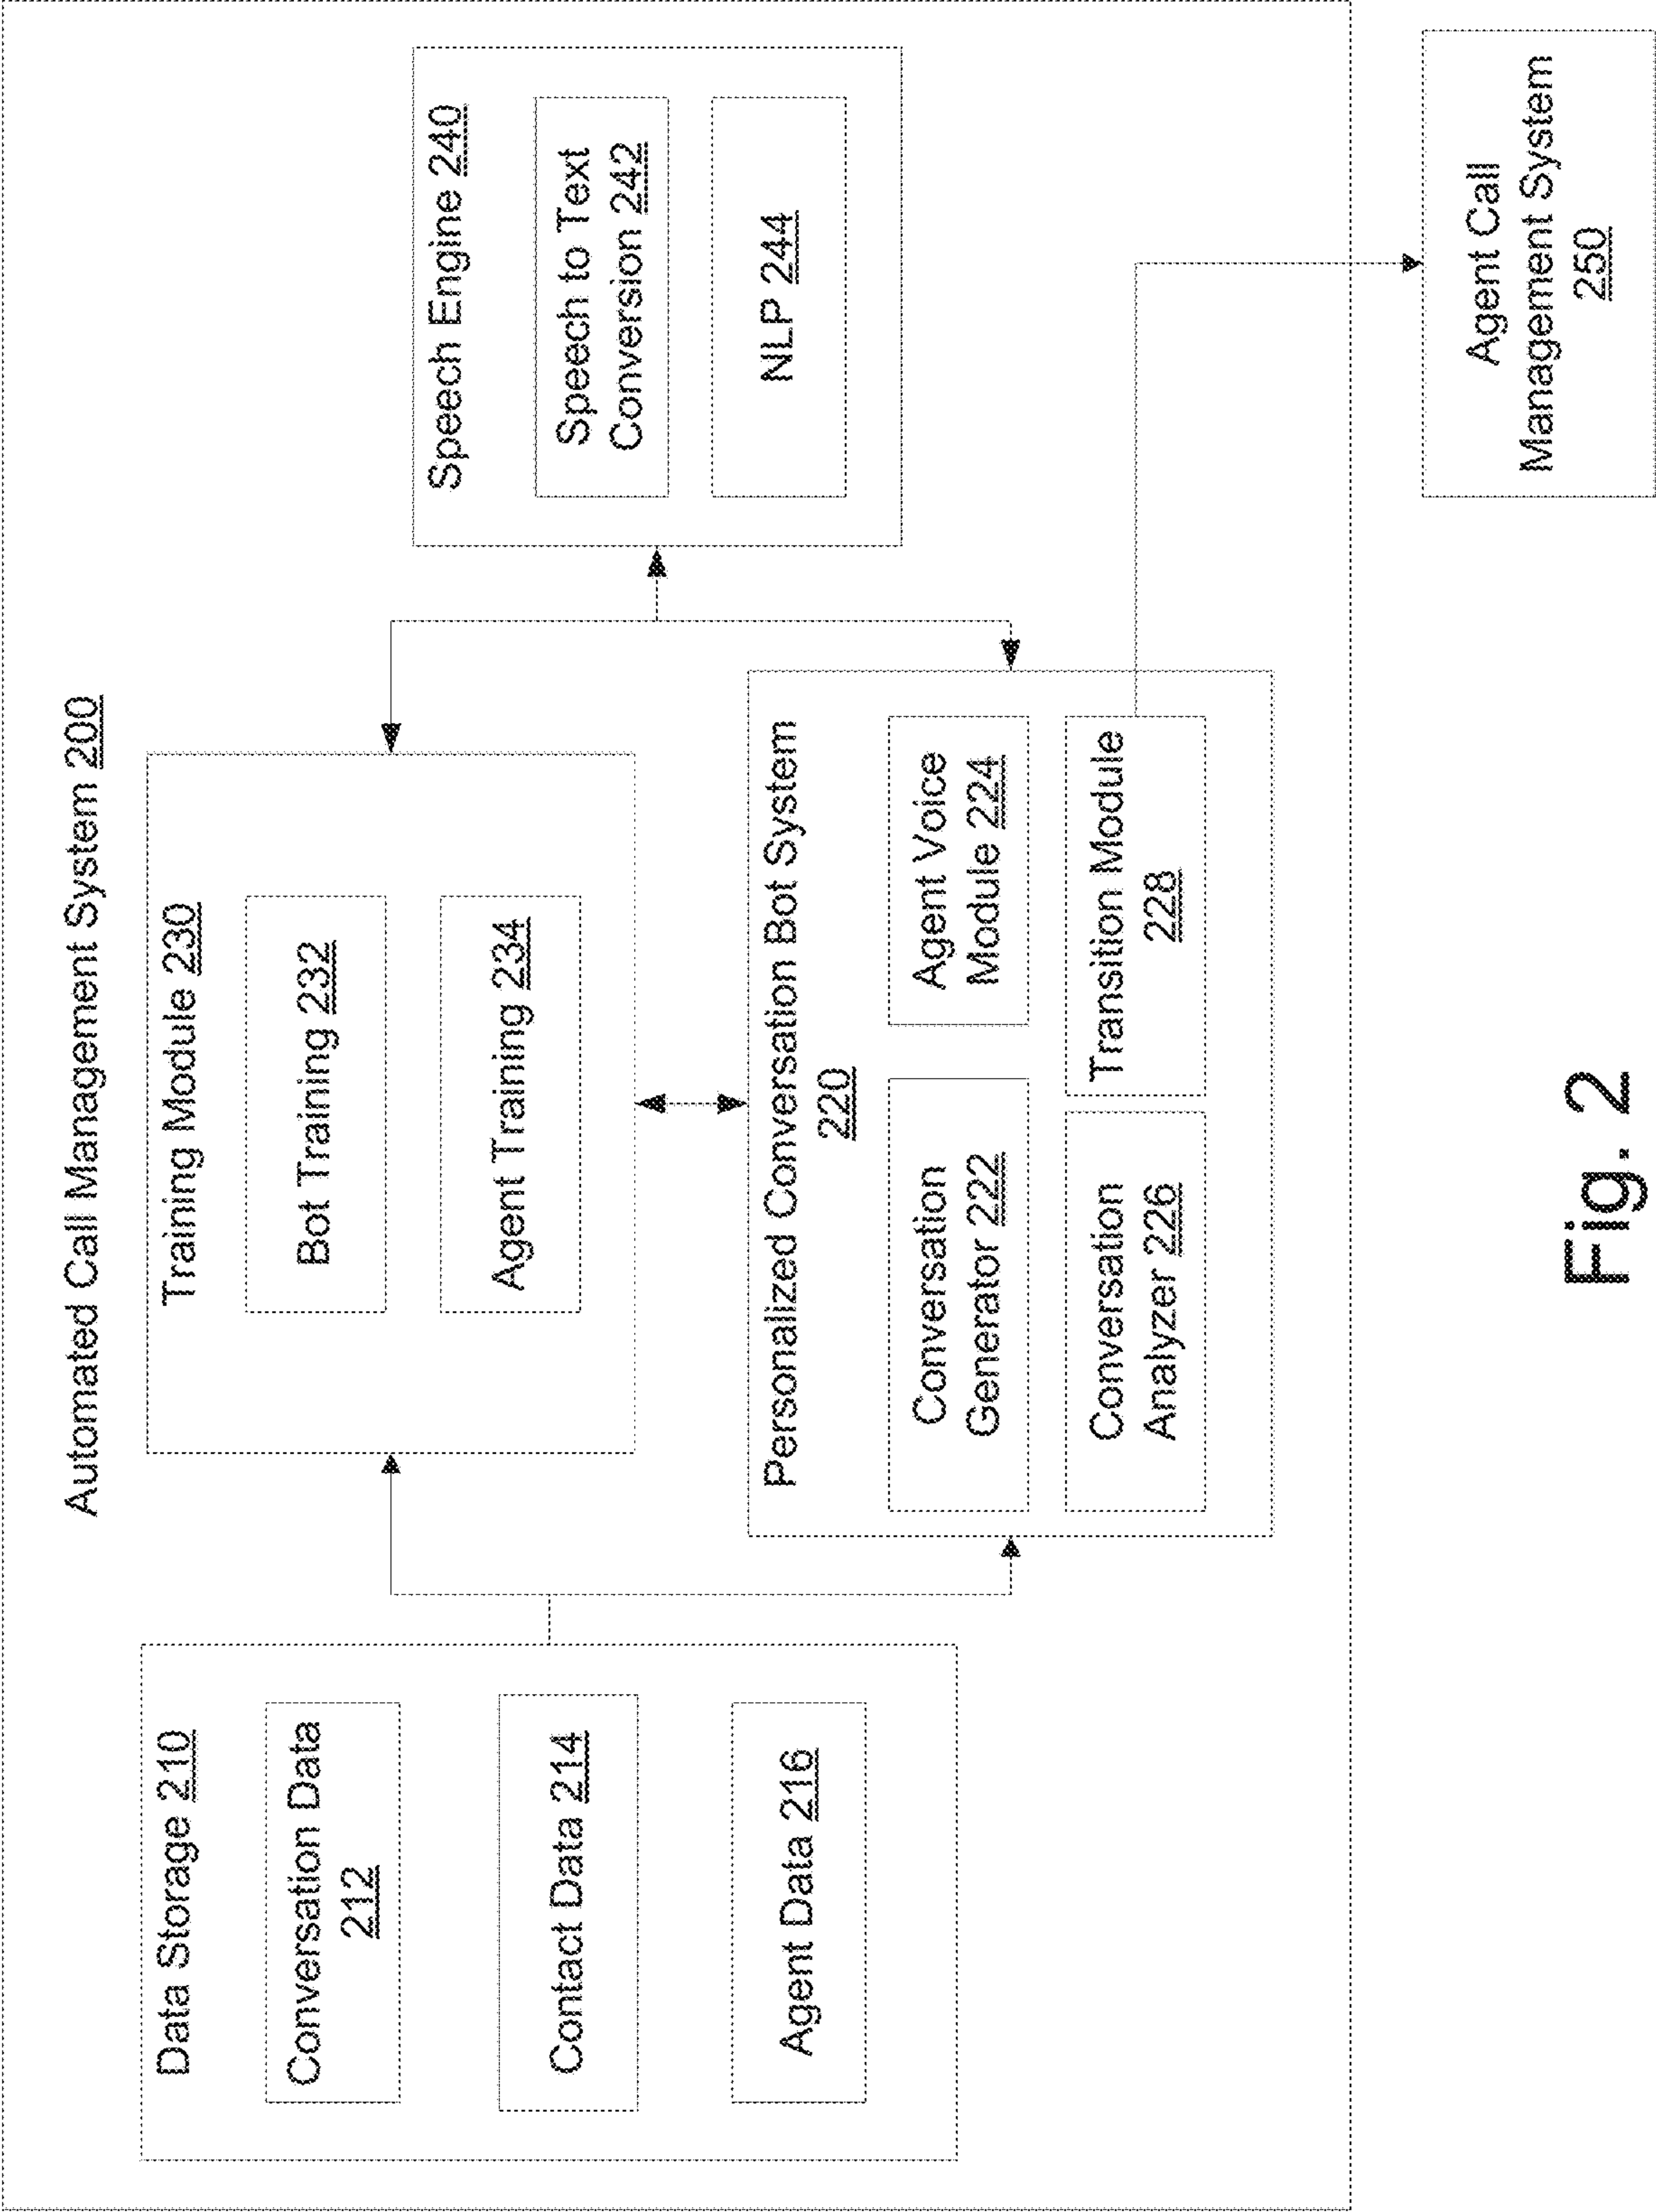 Automated Call Management System 200
Data Storage 210
Conversation Data
212
Contact Data 214
Agent Data 216
Training Module 230
Bot Training 232
Agent Training 234
Personalized Conversation Bot System
220
Conversation
Generator 222
Agent Voice
Module 224
Conversation
Analyzer 226
Transition Module
228
Speech Engine 240
Speech to Text
Conversion 242
NLP 244
Agent Call
Management System
250
Fig. 2